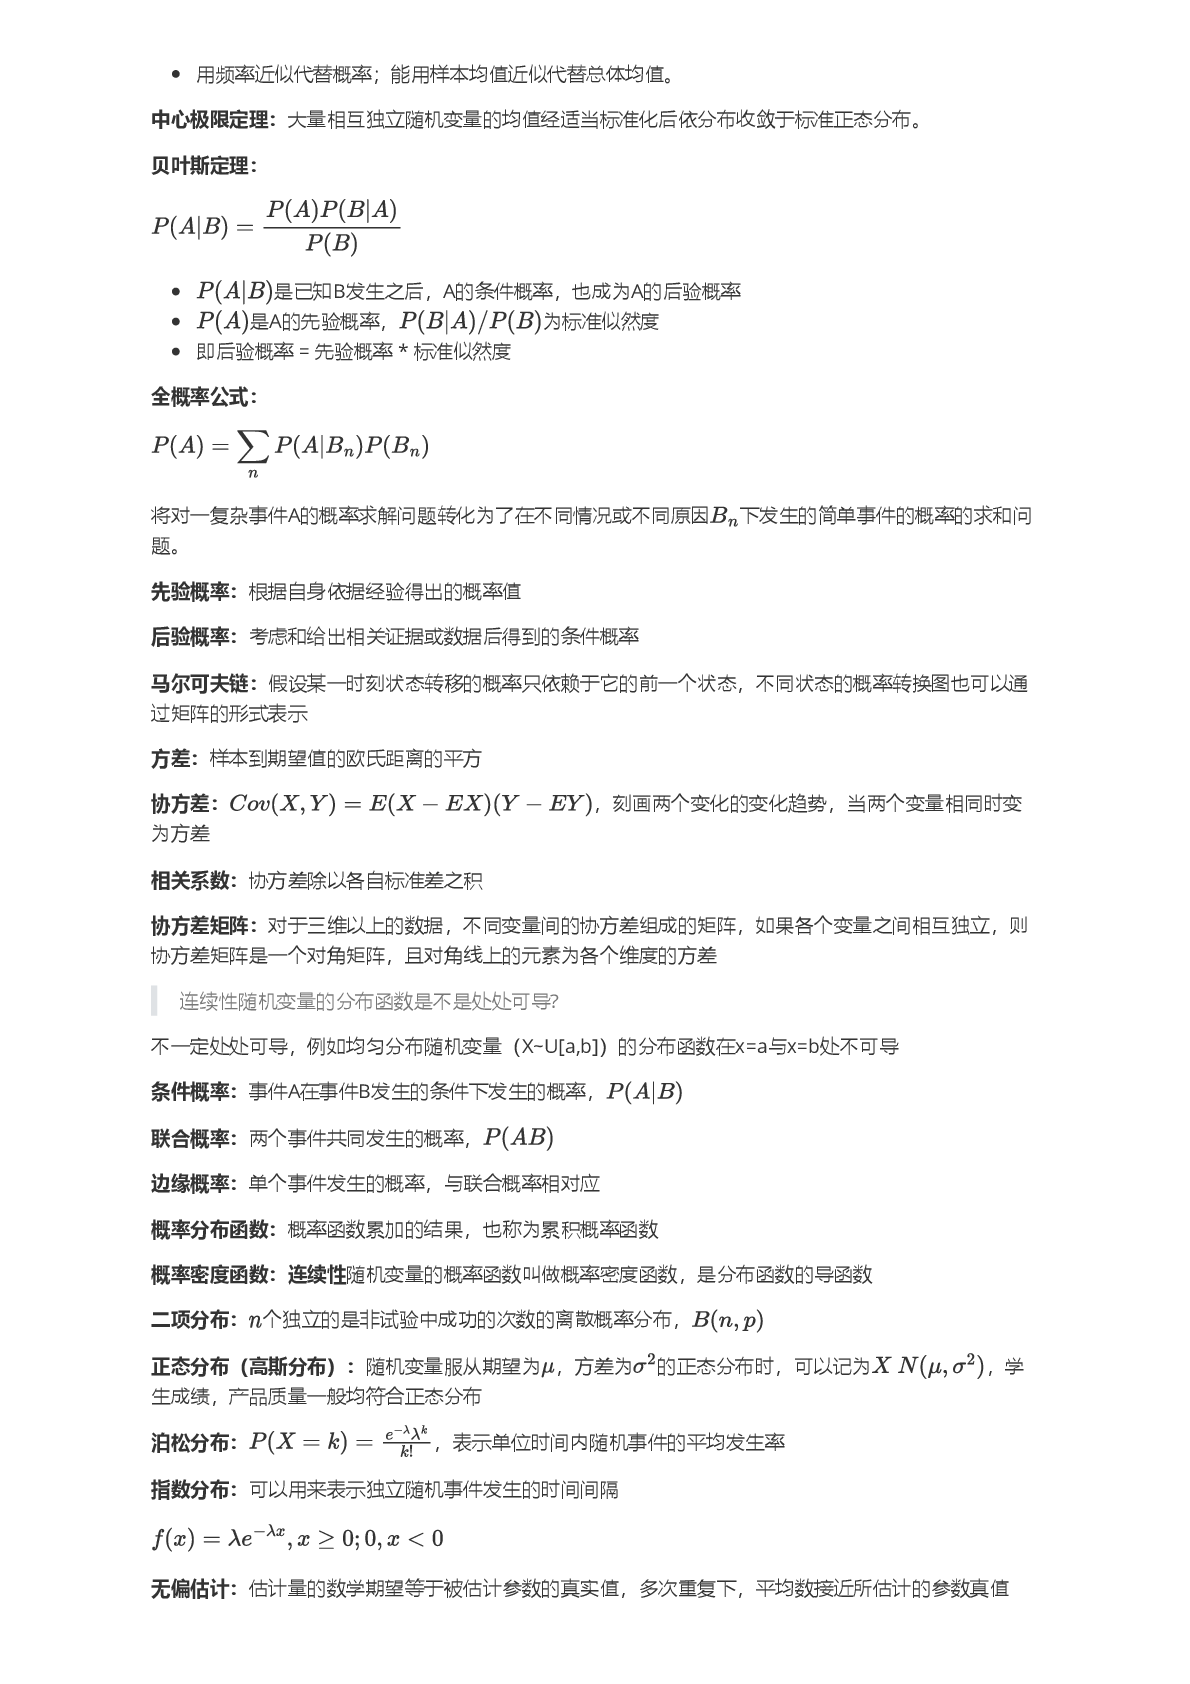 • 用频率近似代替概率；能用样本均值近似代替总体均值。
中心极限定理：大量相互独立随机变量的均值经适当标准化后依分布收敛于标准正态分布。
贝叶斯定理：
P(A|B) = P(A)P(B|A) / P(B)
• P(A|B)是已知B发生之后，A的条件概率，也成为A的后验概率
• P(A)是A的先验概率，P(B|A)/P(B)为标准似然度
• 即后验概率 = 先验概率 * 标准似然度
全概率公式：
P(A) = ∑_n P(A|B_n)P(B_n)
将对一复杂事件A的概率求解问题转化为了在不同情况或不同原因B_n下发生的简单事件的概率的求和问
题。
先验概率：根据自身依据经验得出的概率值
后验概率：考虑和给出相关证据或数据后得到的条件概率
马尔可夫链：假设某一时刻状态转移的概率只依赖于它的前一个状态，不同状态的概率转换图也可以通
过矩阵的形式表示
方差：样本到期望值的欧氏距离的平方
协方差：Cov(X,Y) = E(X − EX)(Y − EY)，刻画两个变化的变化趋势，当两个变量相同时变
为方差
相关系数：协方差除以各自标准差之积
协方差矩阵：对于三维以上的数据，不同变量间的协方差组成的矩阵，如果各个变量之间相互独立，则
协方差矩阵是一个对角矩阵，且对角线上的元素为各个维度的方差
连续性随机变量的分布函数是不是处处可导?
不一定处处可导，例如均匀分布随机变量（X~U[a,b]）的分布函数在x=a与x=b处不可导
条件概率：事件A在事件B发生的条件下发生的概率，P(A|B)
联合概率：两个事件共同发生的概率，P(AB)
边缘概率：单个事件发生的概率，与联合概率相对应
概率分布函数：概率函数累加的结果，也称为累积概率函数
概率密度函数：连续性随机变量的概率函数叫做概率密度函数，是分布函数的导函数
二项分布：n个独立的是非试验中成功的次数的离散概率分布，B(n,p)
正态分布（高斯分布）：随机变量服从期望为μ，方差为σ²的正态分布时，可以记为X N(μ,σ²)，学
生成绩，产品质量一般均符合正态分布
泊松分布：P(X = k) = e^{−λ}λ^k / k!，表示单位时间内随机事件的平均发生率
指数分布：可以用来表示独立随机事件发生的时间间隔
f(x) = λe^{−λx}, x ≥ 0; 0, x < 0
无偏估计：估计量的数学期望等于被估计参数的真实值，多次重复下，平均数接近所估计的参数真值